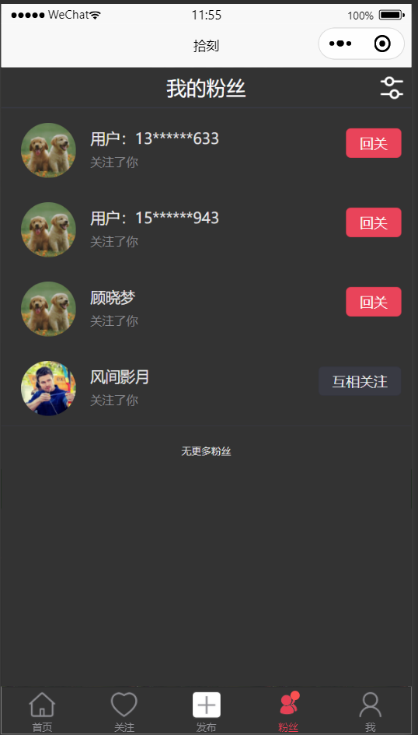 ●●●●● WeChat 11:55 100%
拾刻
我的粉丝
用户：13******633
关注了你
回关
用户：15******943
关注了你
回关
顾晓梦
关注了你
回关
风间影月
关注了你
互相关注
无更多粉丝
首页 关注 发布 粉丝 我